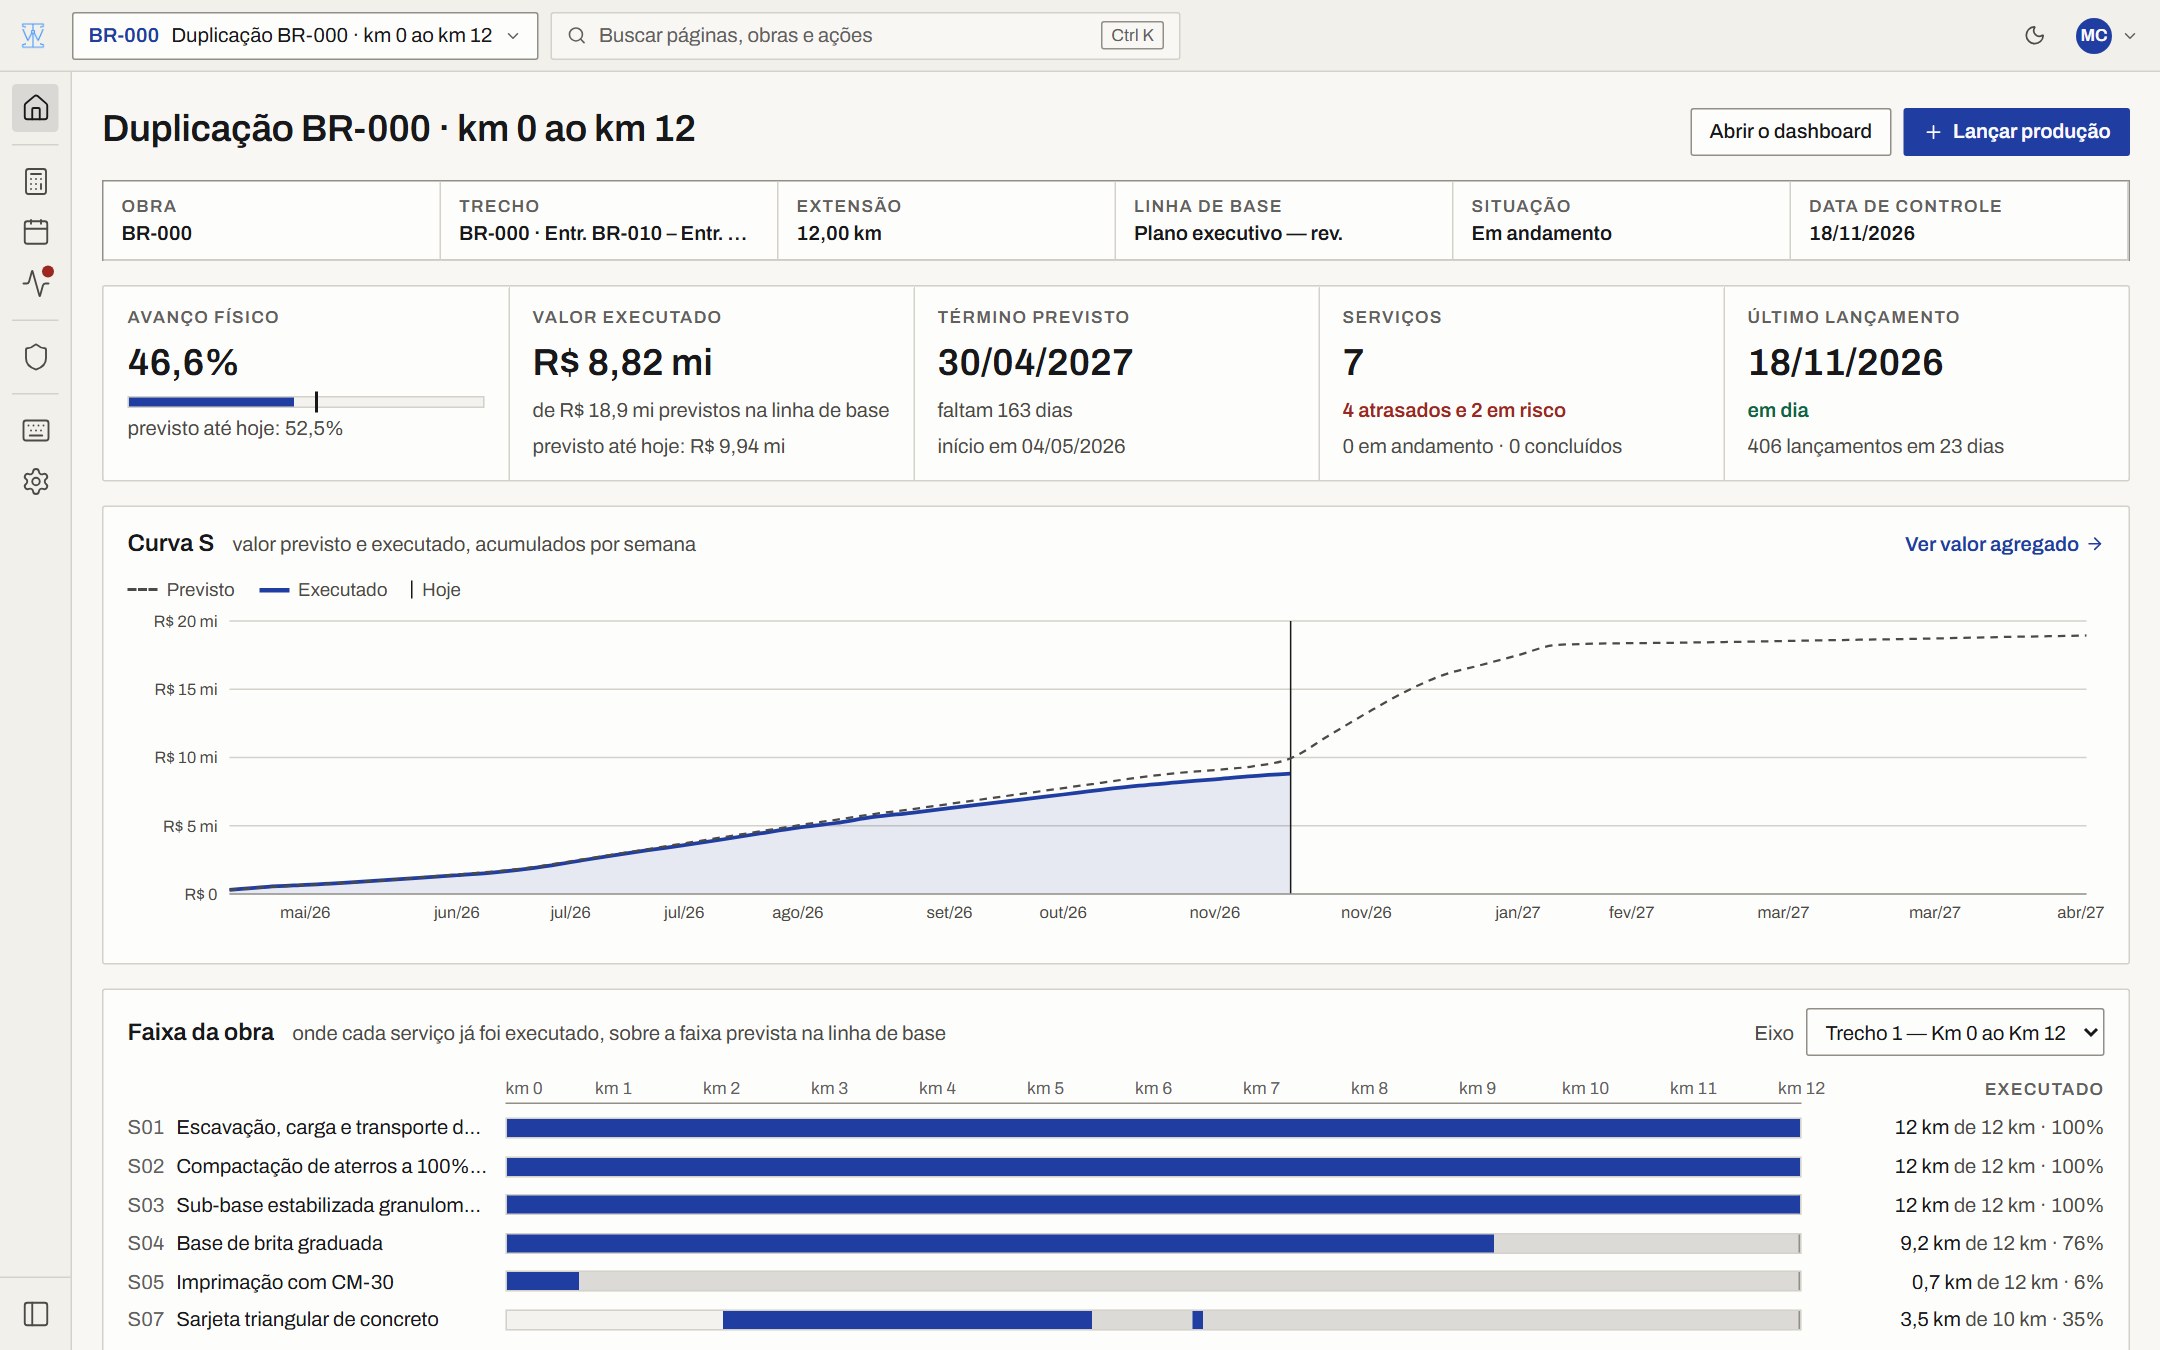 BR-000 Duplicação BR-000 · km 0 ao km 12
Buscar páginas, obras e ações
Ctrl K
MC
Duplicação BR-000 · km 0 ao km 12
Abrir o dashboard
+ Lançar produção
OBRA
BR-000
TRECHO
BR-000 · Entr. BR-010 – Entr. ...
EXTENSÃO
12,00 km
LINHA DE BASE
Plano executivo — rev.
SITUAÇÃO
Em andamento
DATA DE CONTROLE
18/11/2026
AVANÇO FÍSICO
46,6%
previsto até hoje: 52,5%
VALOR EXECUTADO
R$ 8,82 mi
de R$ 18,9 mi previstos na linha de base
previsto até hoje: R$ 9,94 mi
TÉRMINO PREVISTO
30/04/2027
faltam 163 dias
início em 04/05/2026
SERVIÇOS
7
4 atrasados e 2 em risco
0 em andamento · 0 concluídos
ÚLTIMO LANÇAMENTO
18/11/2026
em dia
406 lançamentos em 23 dias
Curva S valor previsto e executado, acumulados por semana
Ver valor agregado →
Previsto Executado Hoje
R$ 20 mi
R$ 15 mi
R$ 10 mi
R$ 5 mi
R$ 0
mai/26 jun/26 jul/26 jul/26 ago/26 set/26 out/26 nov/26 nov/26 jan/27 fev/27 mar/27 mar/27 abr/27
Faixa da obra onde cada serviço já foi executado, sobre a faixa prevista na linha de base
Eixo Trecho 1 — Km 0 ao Km 12
km 0 km 1 km 2 km 3 km 4 km 5 km 6 km 7 km 8 km 9 km 10 km 11 km 12 EXECUTADO
S01 Escavação, carga e transporte d... 12 km de 12 km · 100%
S02 Compactação de aterros a 100%... 12 km de 12 km · 100%
S03 Sub-base estabilizada granulom... 12 km de 12 km · 100%
S04 Base de brita graduada 9,2 km de 12 km · 76%
S05 Imprimação com CM-30 0,7 km de 12 km · 6%
S07 Sarjeta triangular de concreto 3,5 km de 10 km · 35%